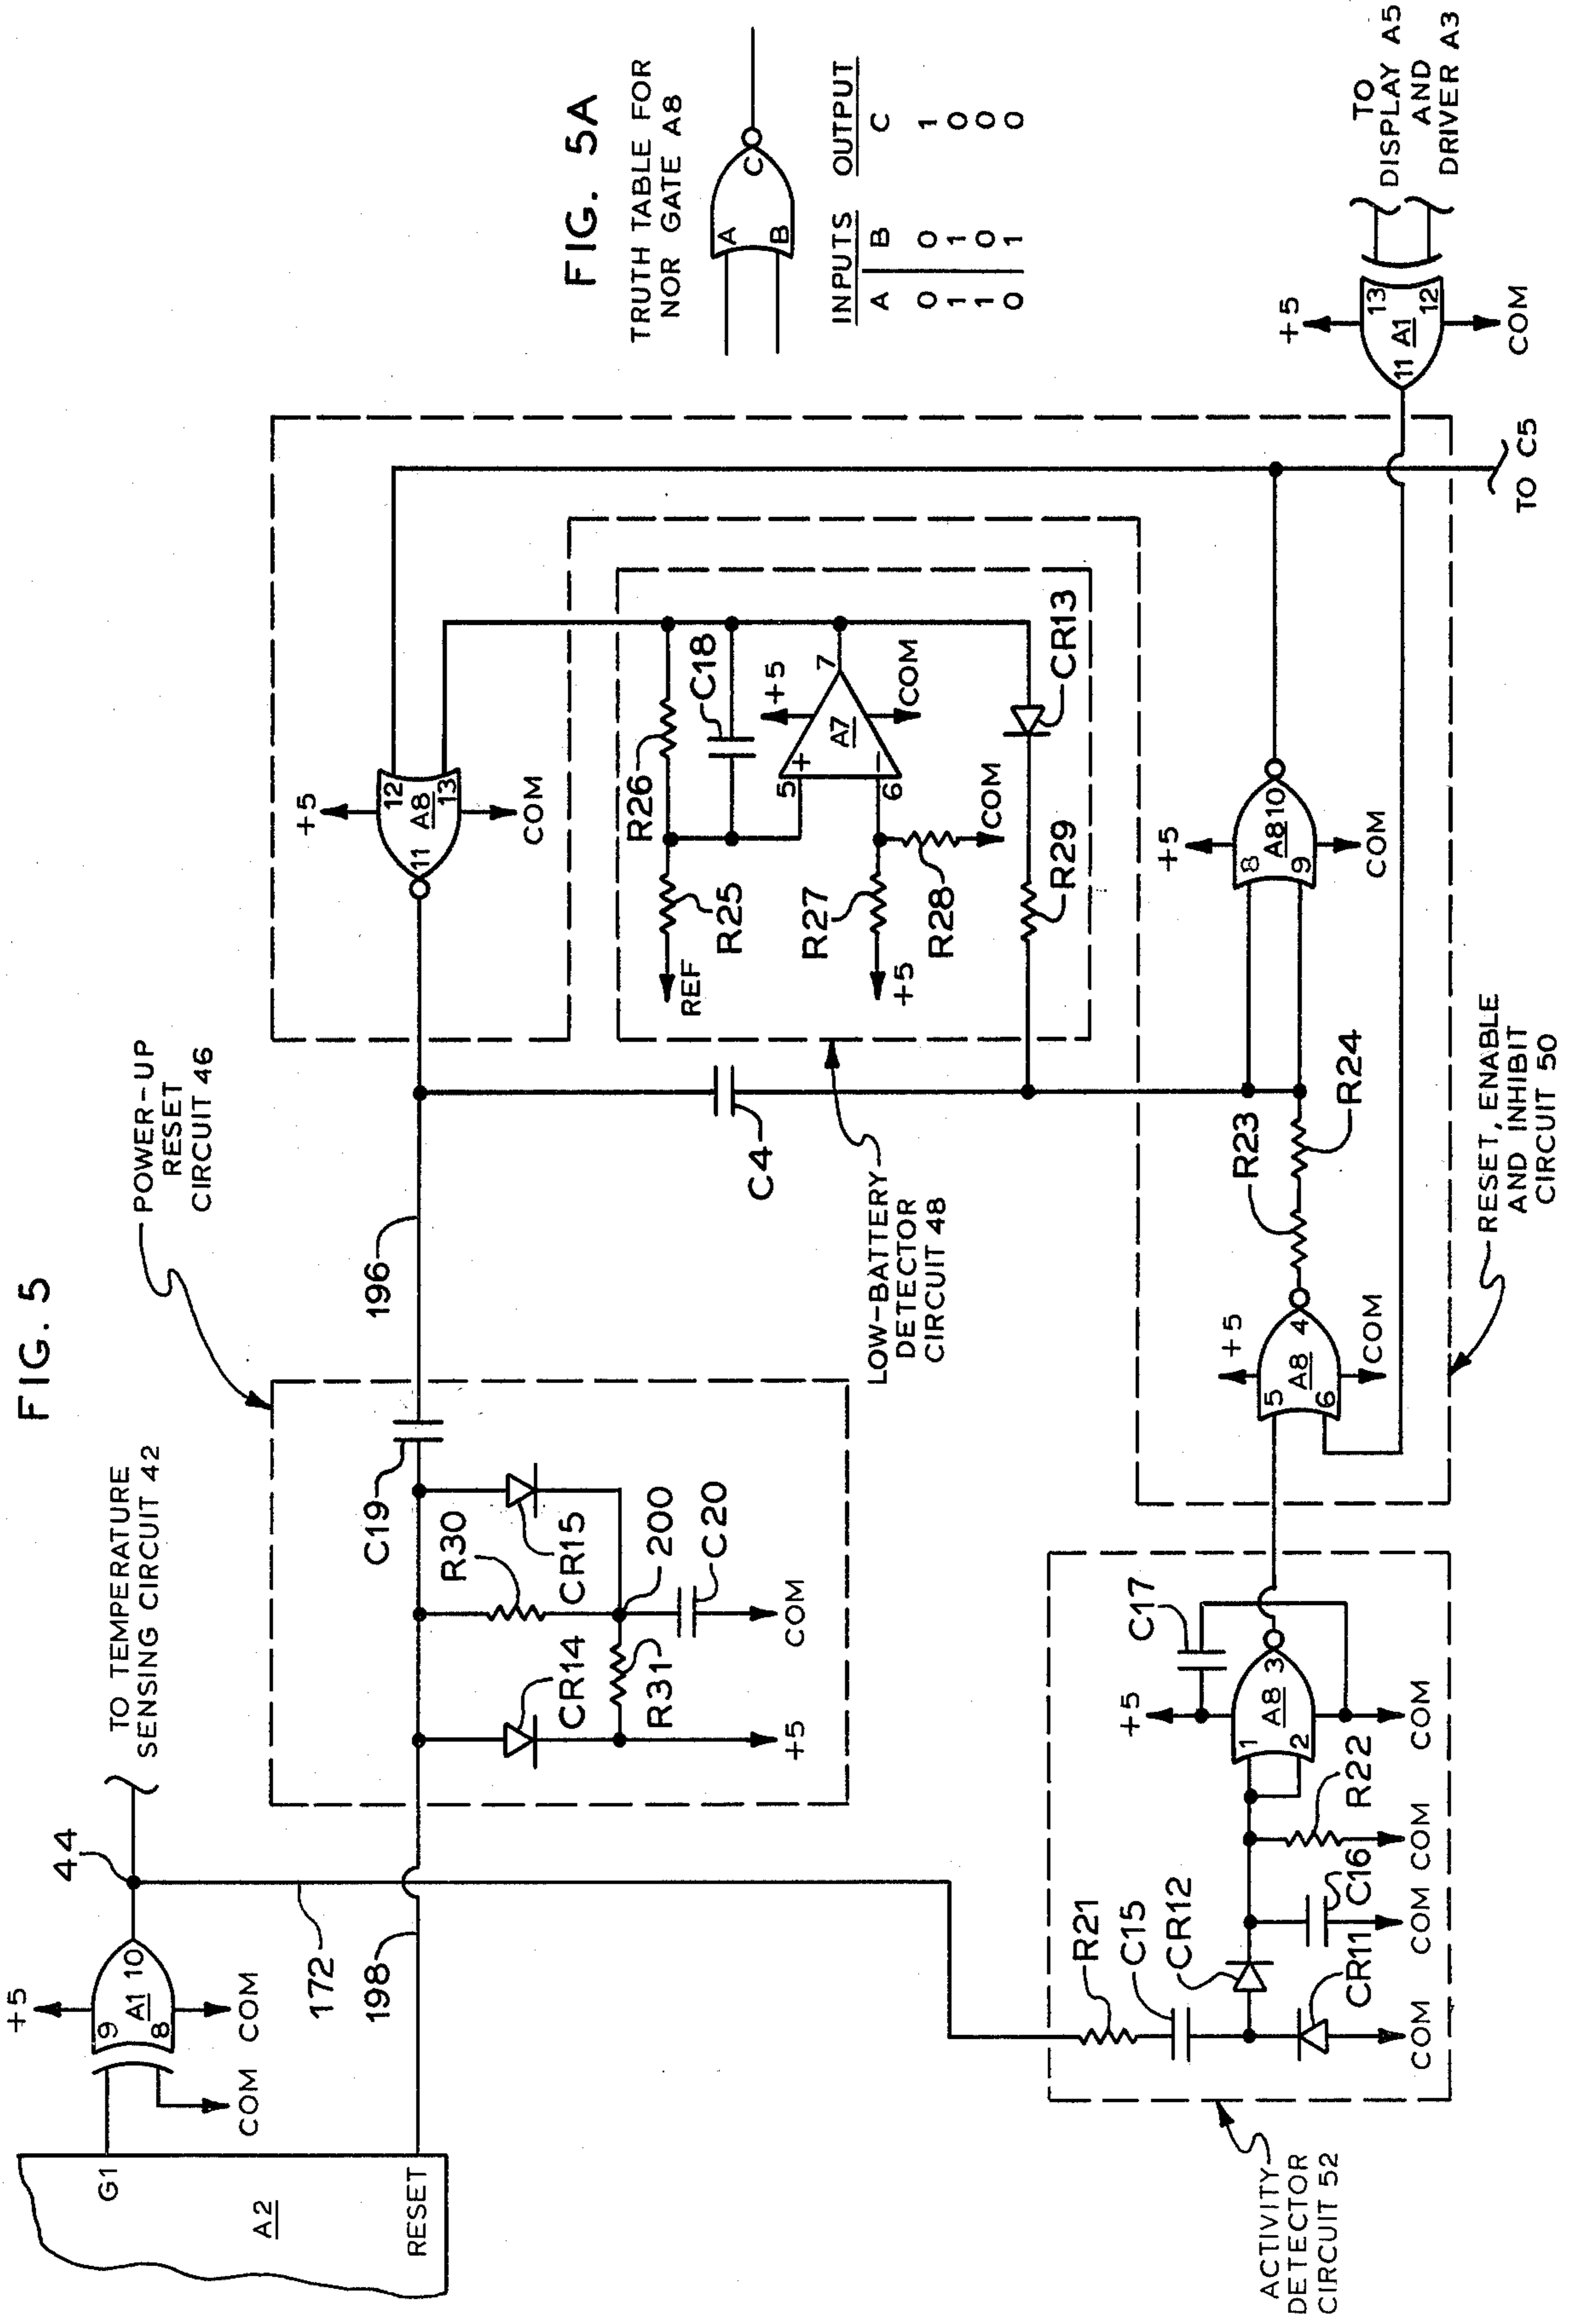 FIG. 5
TO TEMPERATURE
SENSING CIRCUIT 42
44
+5
9
8
A1
10
COM
COM
172
198
G1
A2
RESET
POWER-UP
RESET
CIRCUIT 46
196
C19
R30
CR15
200
C20
COM
CR14
R31
+5
+5
12
13
A8
11
COM
R26
C18
+5
7
5
+
A7
−
6
COM
R25
REF
R27
+5
R28
COM
R29
CR13
C4
LOW-BATTERY
DETECTOR
CIRCUIT 48
+5
8
9
A8
10
COM
R23
R24
+5
5
6
A8
4
COM
RESET, ENABLE
AND INHIBIT
CIRCUIT 50
TO C5
+5
13
12
A1
11
COM
TO
DISPLAY A5
AND
DRIVER A3
C17
+5
1
2
A8
3
COM
R22
COM
C16
COM
CR12
R21
C15
CR11
COM
ACTIVITY
DETECTOR
CIRCUIT 52
FIG. 5A
TRUTH TABLE FOR
NOR GATE A8
A
B
C
INPUTS OUTPUT
A B C
0 0 1
1 1 0
1 0 0
0 1 0